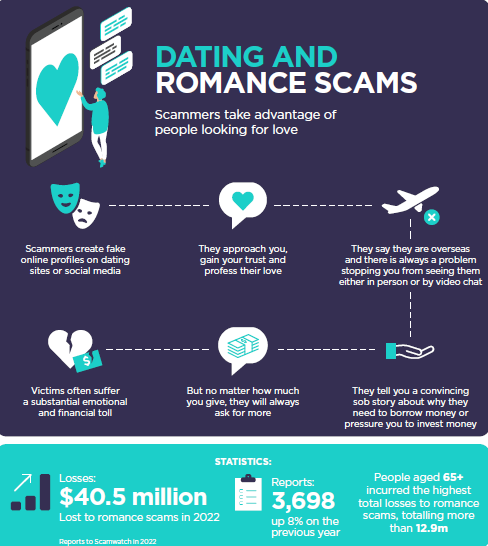 DATING AND
ROMANCE SCAMS
Scammers take advantage of
people looking for love
Scammers create fake
online profiles on dating
sites or social media
They approach you,
gain your trust and
profess their love
They say they are overseas
and there is always a problem
stopping you from seeing them
either in person or by video chat
They tell you a convincing
sob story about why they
need to borrow money or
pressure you to invest money
But no matter how much
you give, they will always
ask for more
$
Victims often suffer
a substantial emotional
and financial toll
STATISTICS:
Losses:
$40.5 million
Lost to romance scams in 2022
Reports to Scamwatch in 2022
Reports:
3,698
up 8% on the
previous year
People aged 65+
incurred the highest
total losses to romance
scams, totalling more
than 12.9m